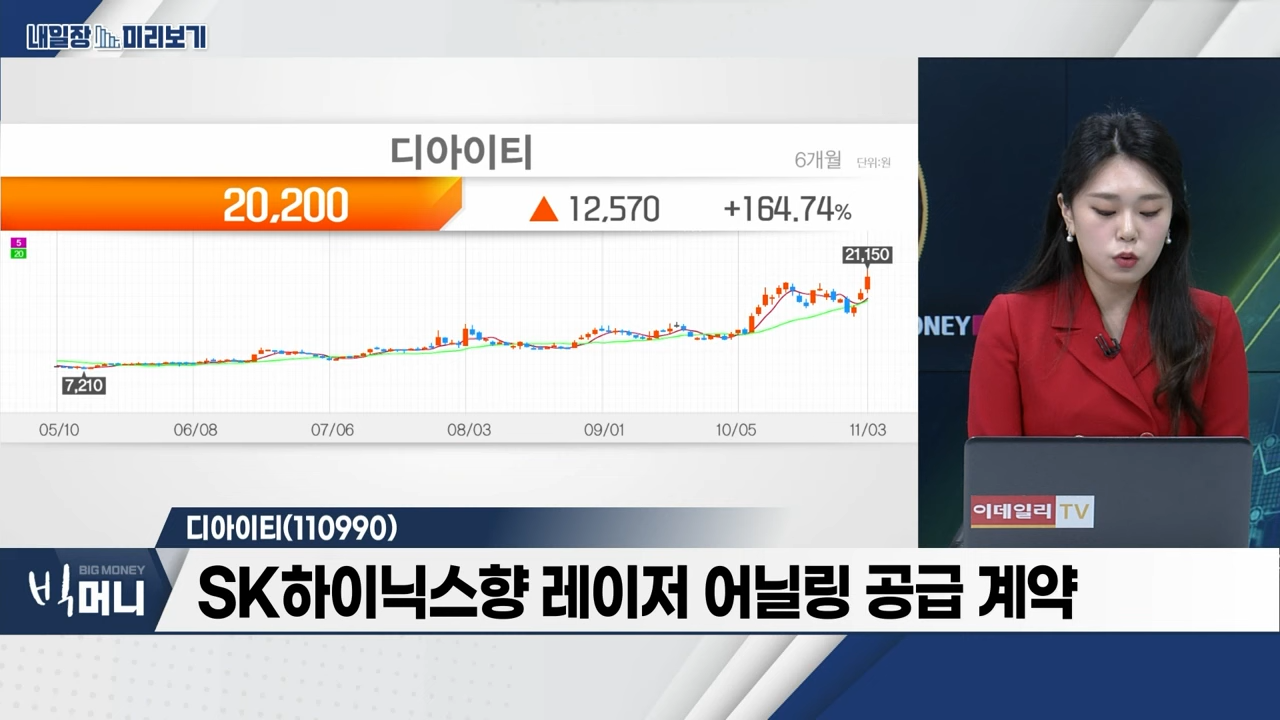 내일장 미리보기
디아이티
6개월 단위:원
20,200 ▲ 12,570 +164.74%
5
20
21,150
7,210
05/10 06/08 07/06 08/03 09/01 10/05 11/03
ONEY
이데일리 TV
디아이티(110990)
BIG MONEY
빅머니
SK하이닉스향 레이저 어닐링 공급 계약